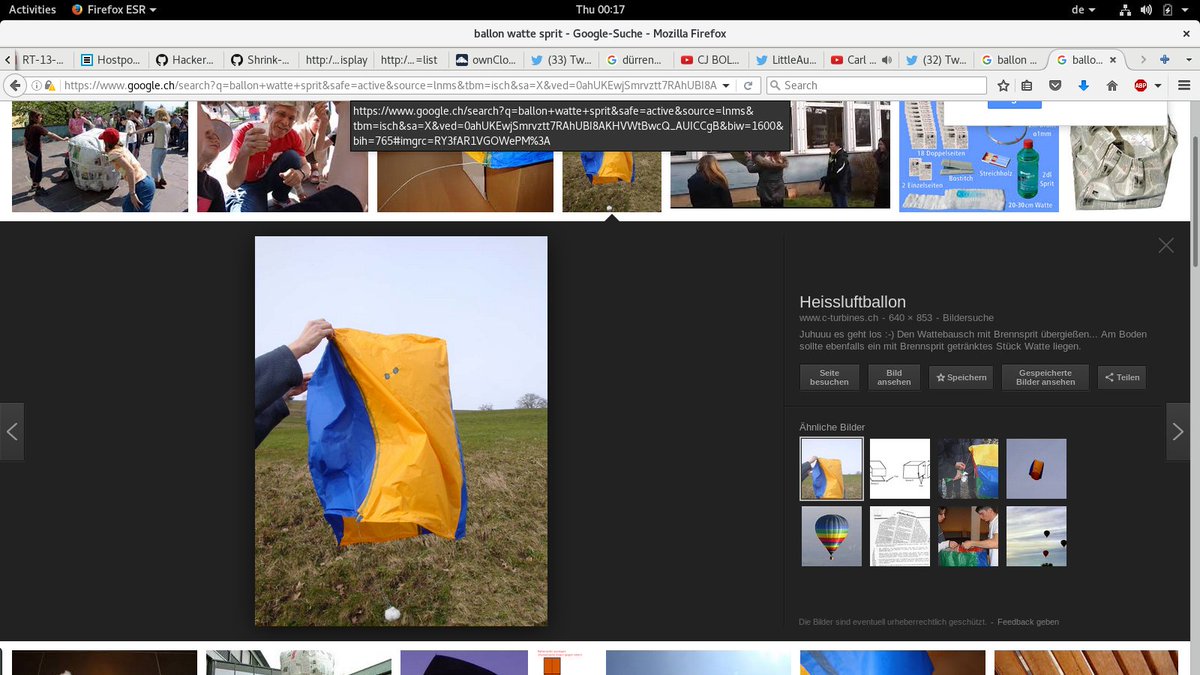 Activities Firefox ESR Thu 00:17 de
ballon watte sprit - Google-Suche - Mozilla Firefox
RT-13-... Hostpo... Hacker... Shrink-... http:/...isplay http:/...=list ownClo... (33) Tw... dürren... CJ BOL... LittleAu... Carl ... (32) Tw... ballon ... ballo...
https://www.google.ch/search?q=ballon+watte+sprit&safe=active&source=lnms&tbm=isch&sa=X&ved=0ahUKEwjSmrvztt7RAhUBI8A Search ABP
https://www.google.ch/search?q=ballon+watte+sprit&safe=active&source=lnms&
tbm=isch&sa=X&ved=0ahUKEwjSmrvztt7RAhUBI8AKHVWtBwcQ_AUICCgB&biw=1600&
bih=765#imgrc=RY3fAR1VGOWePM%3A
ø1mm
18 Doppelseiten
Bostitch
Streichholz
2dl
Sprit
2 Einzelseiten
20-30cm Watte
Heissluftballon
www.c-turbines.ch - 640 × 853 - Bildersuche
Juhuuu es geht los :-) Den Wattebausch mit Brennsprit übergießen... Am Boden
sollte ebenfalls ein mit Brennsprit getränktes Stück Watte liegen.
Seite
besuchen
Bild
ansehen
Speichern
Gespeicherte
Bilder ansehen
Teilen
Ähnliche Bilder
Die Bilder sind eventuell urheberrechtlich geschützt. - Feedback geben